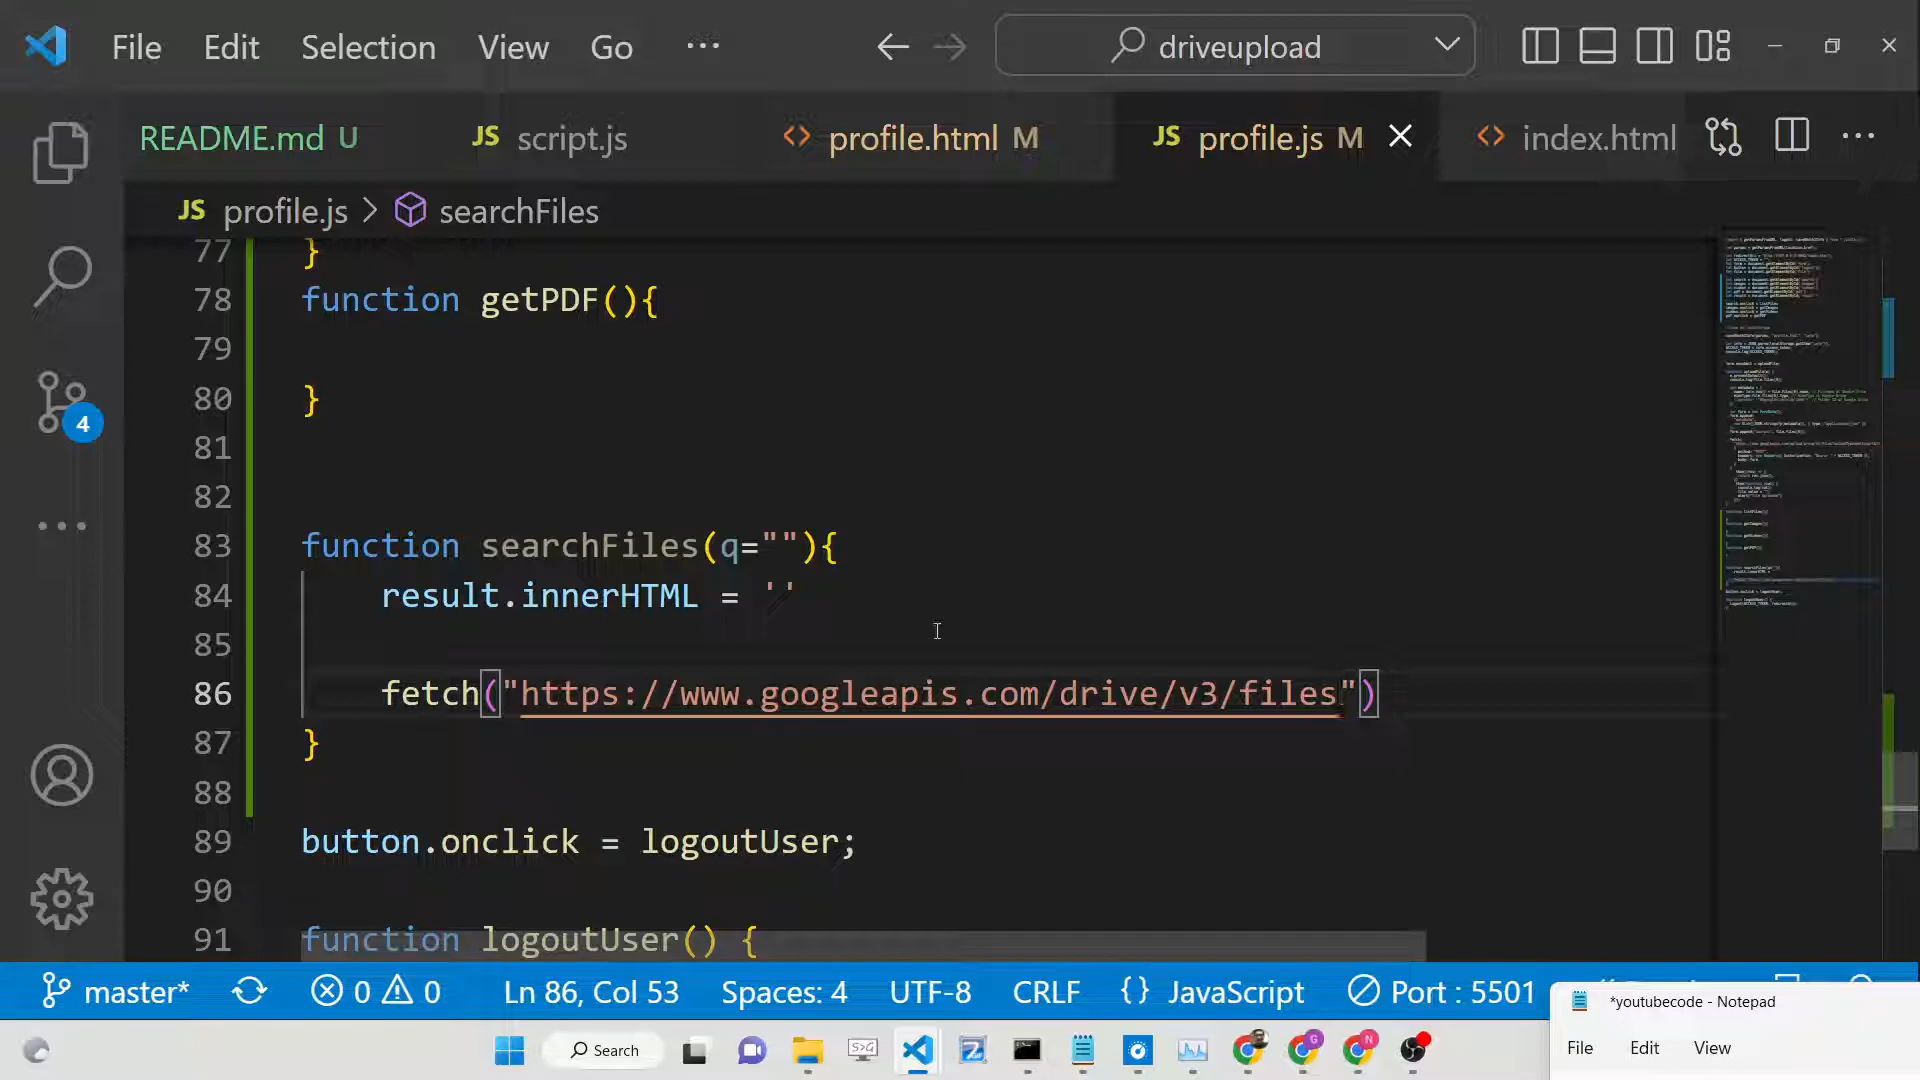 File Edit Selection View Go ... driveupload
README.md U JS script.js <> profile.html M JS profile.js M <> index.html ...
JS profile.js > searchFiles
77 }
78 function getPDF(){
79
80 }
81
82
83 function searchFiles(q=""){
84 result.innerHTML = ''
85
86 fetch("https://www.googleapis.com/drive/v3/files")
87 }
88
89 button.onclick = logoutUser;
90
91 function logoutUser() {
4
master* 0 0 Ln 86, Col 53 Spaces: 4 UTF-8 CRLF {} JavaScript Port : 5501
*youtubecode - Notepad
Search
File Edit View